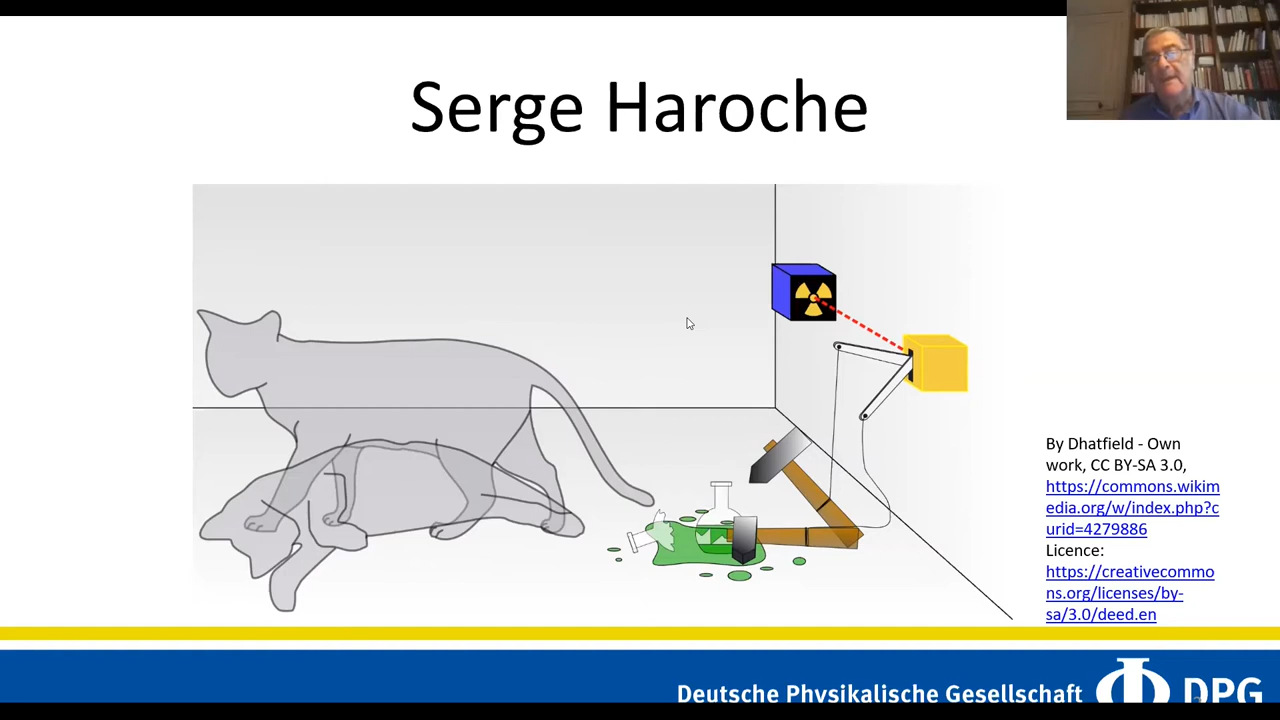 Serge Haroche
By Dhatfield - Own
work, CC BY-SA 3.0,
https://commons.wikim
edia.org/w/index.php?c
urid=4279886
Licence:
https://creativecommo
ns.org/licenses/by-
sa/3.0/deed.en
Deutsche Physikalische Gesellschaft DPG